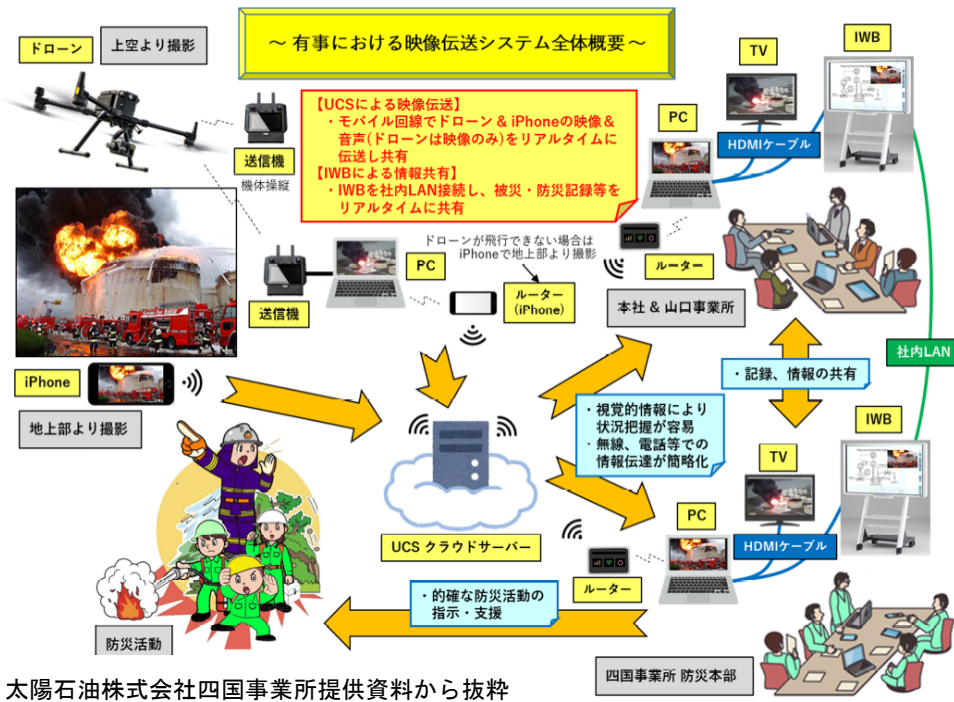 ～ 有事における映像伝送システム全体概要 ～
ドローン
上空より撮影
送信機
機体操縦
【UCSによる映像伝送】
・モバイル回線でドローン & iPhoneの映像&
音声(ドローンは映像のみ)をリアルタイムに
伝送し共有
【IWBによる情報共有】
・IWBを社内LAN接続し、被災・防災記録等を
リアルタイムに共有
PC
TV
IWB
HDMIケーブル
ルーター
本社 & 山口事業所
送信機
PC
ドローンが飛行できない場合は
iPhoneで地上部より撮影
ルーター
(iPhone)
iPhone
地上部より撮影
社内LAN
・記録、情報の共有
・視覚的情報により
状況把握が容易
・無線、電話等での
情報伝達が簡略化
UCS クラウドサーバー
ルーター
PC
TV
IWB
HDMIケーブル
・的確な防災活動の
指示・支援
防災活動
四国事業所 防災本部
太陽石油株式会社四国事業所提供資料から抜粋